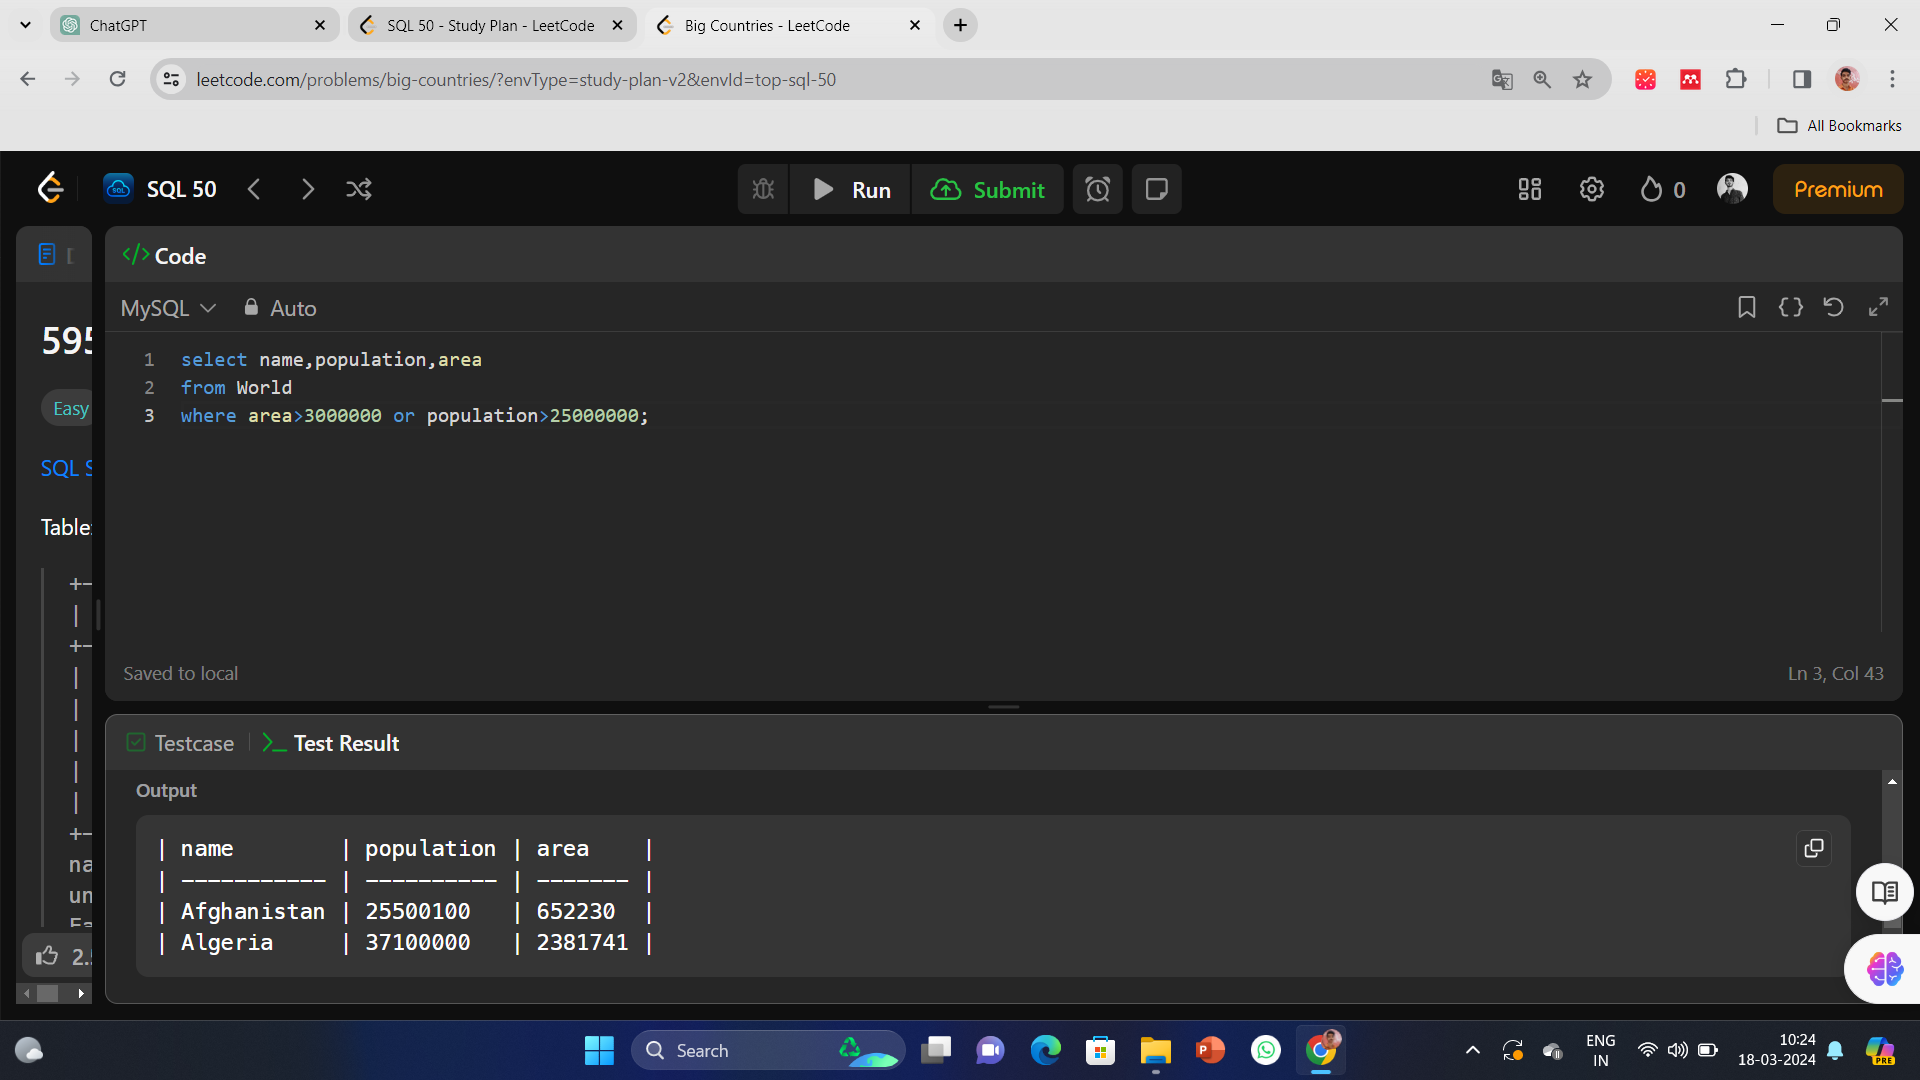 ChatGPT
SQL 50 - Study Plan - LeetCode
Big Countries - LeetCode
leetcode.com/problems/big-countries/?envType=study-plan-v2&envId=top-sql-50
All Bookmarks
SQL 50
Run
Submit
0
Premium
Code
MySQL
Auto
595
Easy
SQL S
Table:
+-
|
+-
|
|
|
|
|
+-
na
un
Ea
2.
1 select name,population,area
2 from World
3 where area>3000000 or population>25000000;
Saved to local
Ln 3, Col 43
Testcase
Test Result
Output
| name        | population | area    |
| ----------- | ---------- | ------- |
| Afghanistan | 25500100   | 652230  |
| Algeria     | 37100000   | 2381741 |
Search
ENG
IN
10:24
18-03-2024
PRE